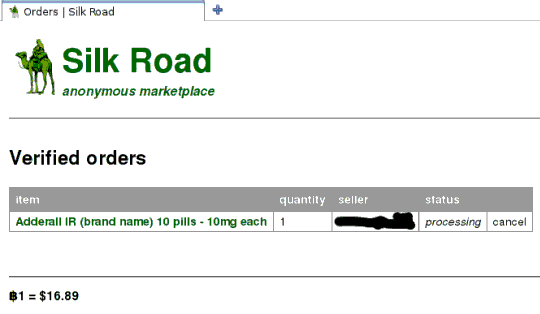 Orders | Silk Road
Silk Road
anonymous marketplace
Verified orders
item quantity seller status
Adderall IR (brand name) 10 pills - 10mg each 1 processing cancel
฿1 = $16.89